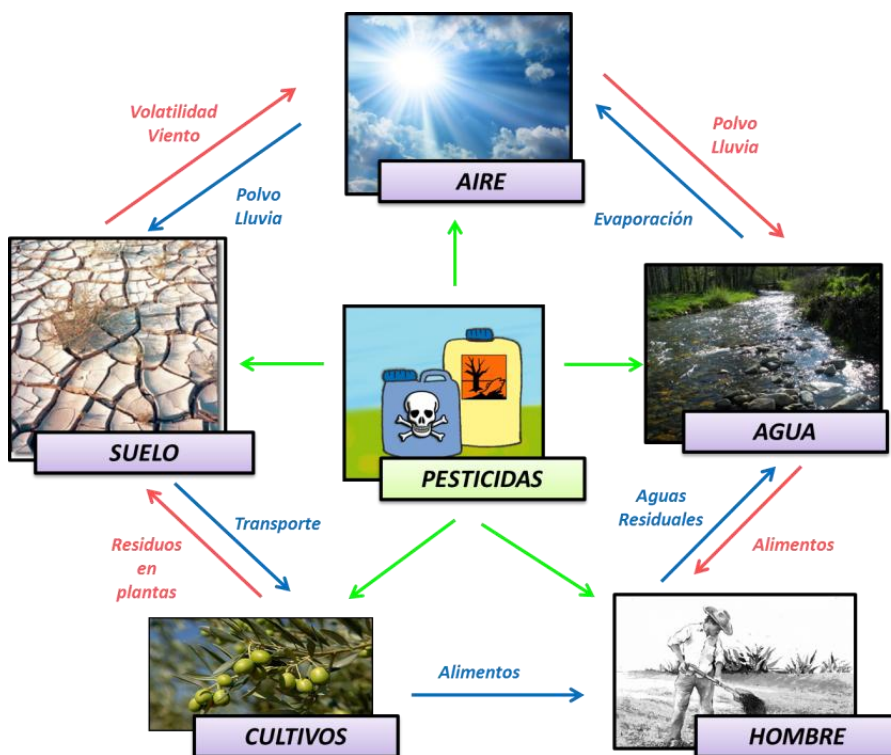 Volatilidad
Viento
Polvo
Lluvia
AIRE
Polvo
Lluvia
Evaporación
SUELO
PESTICIDAS
AGUA
Residuos
en
plantas
Transporte
Aguas
Residuales
Alimentos
CULTIVOS
Alimentos
HOMBRE